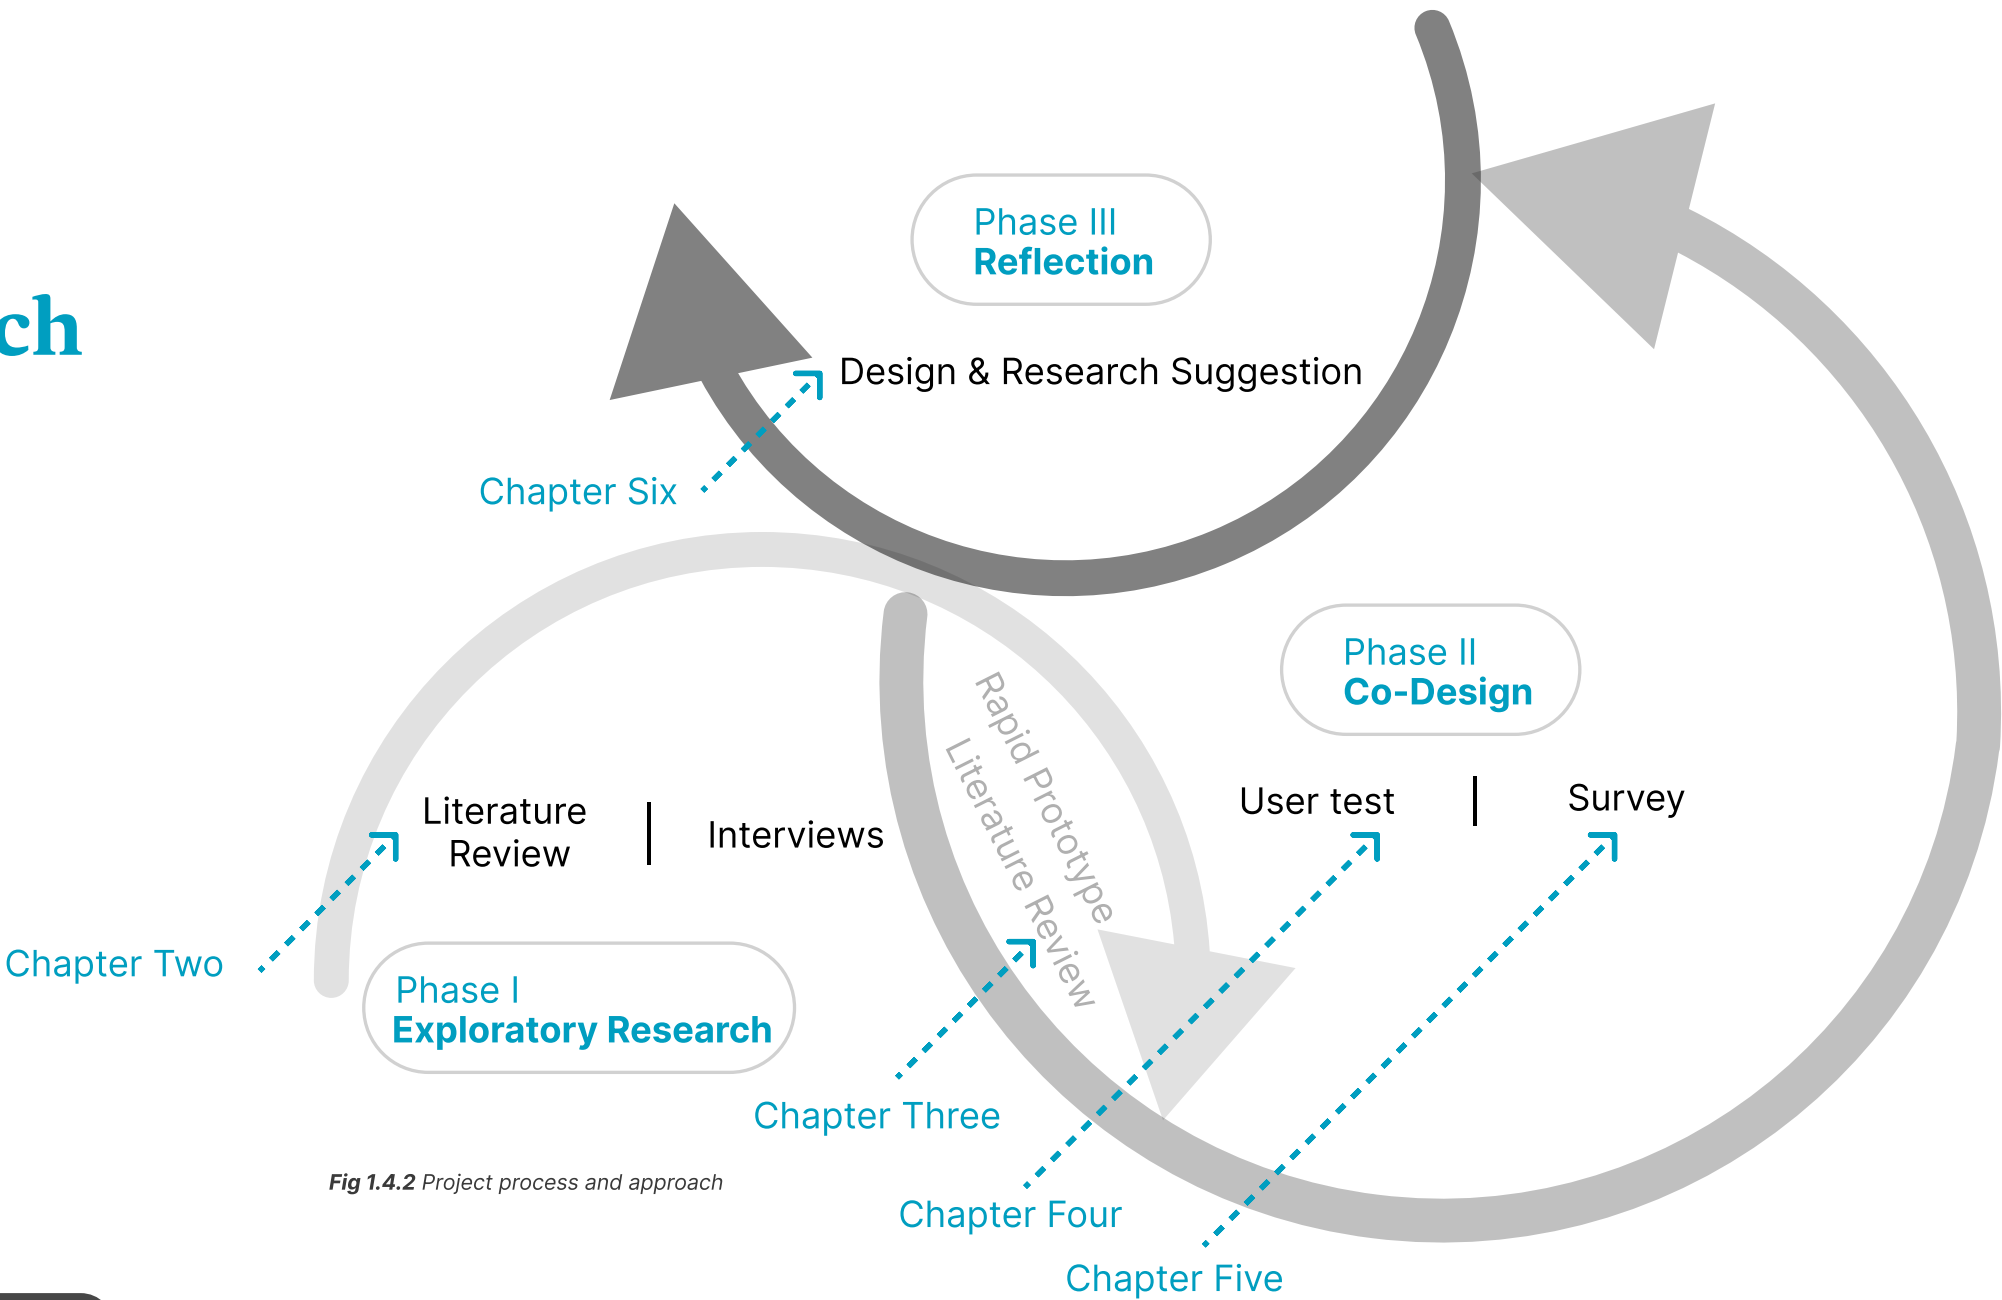 ch
Phase III
Reflection
Design & Research Suggestion
Chapter Six
Phase II
Co-Design
Rapid Prototype
Literature Review
User test
Survey
Literature
Review
Interviews
Chapter Two
Phase I
Exploratory Research
Chapter Three
Fig 1.4.2 Project process and approach
Chapter Four
Chapter Five